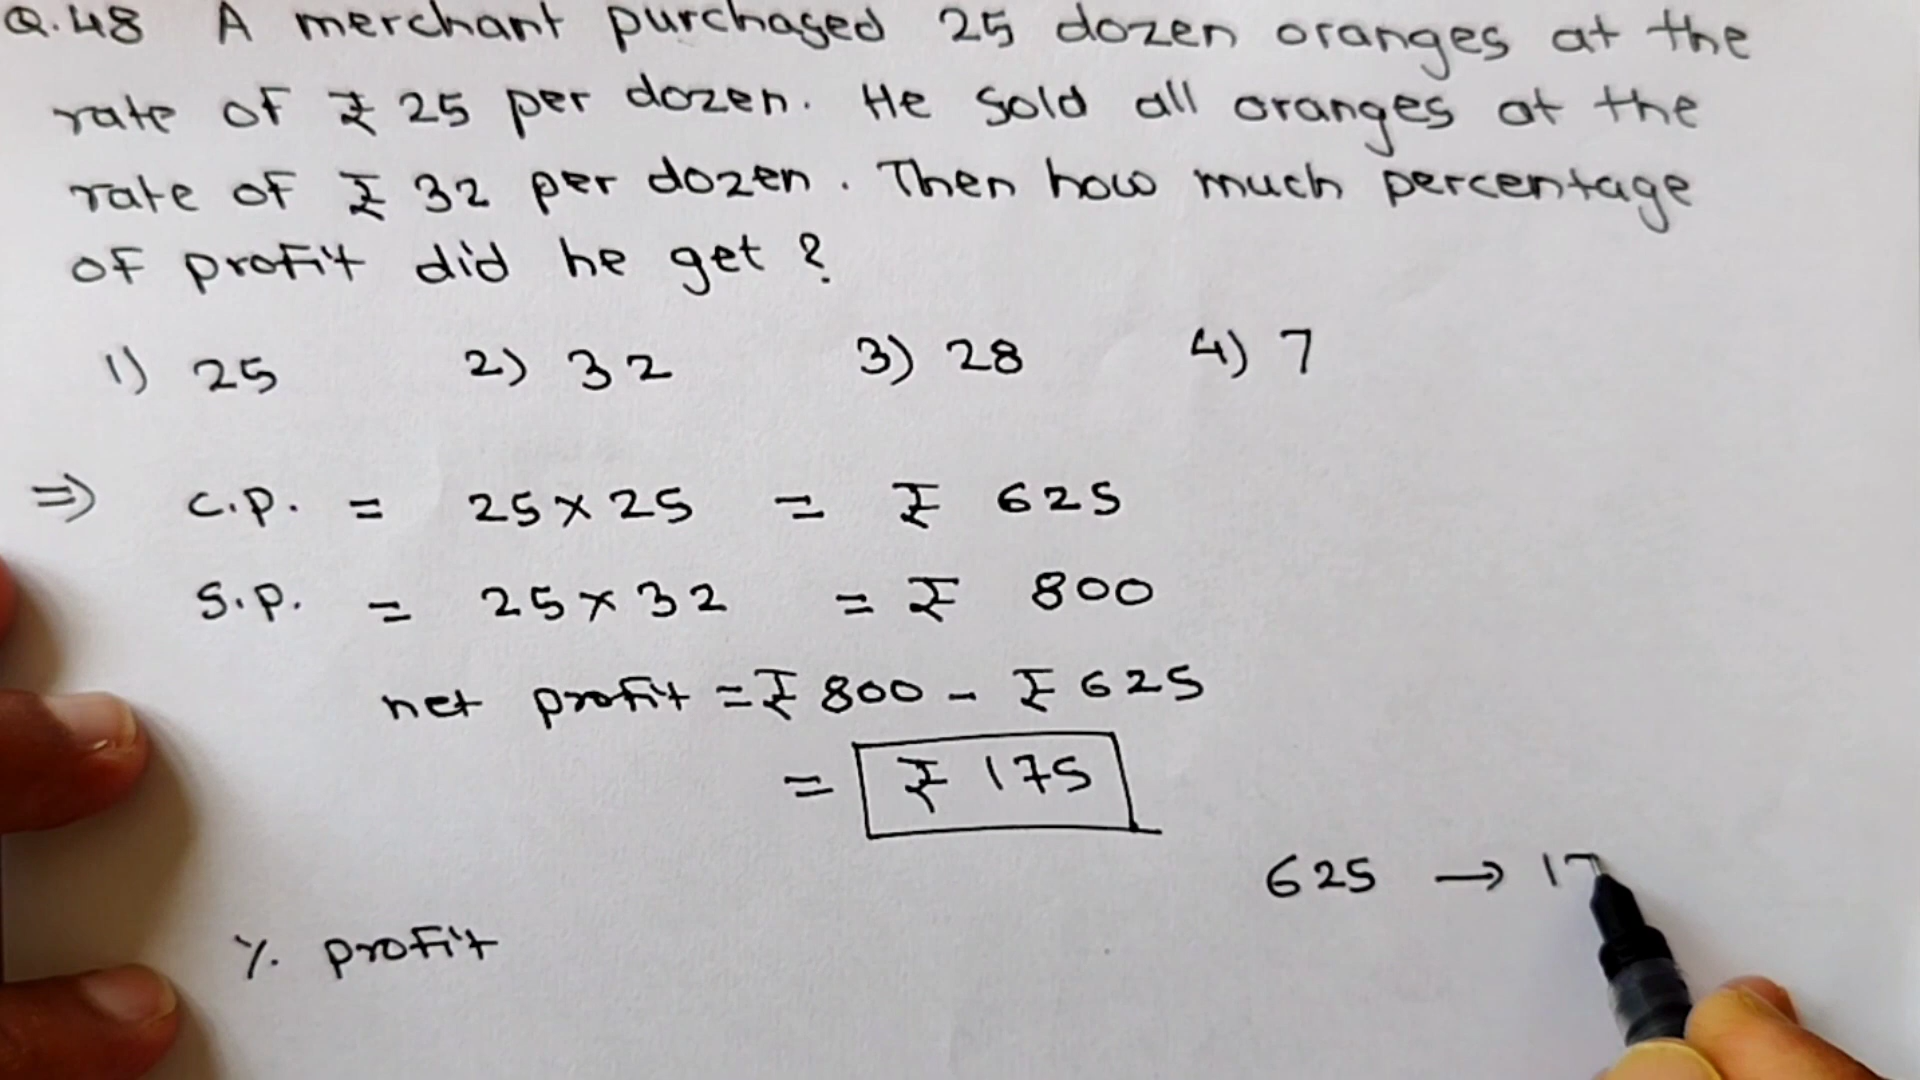 Q.48 A merchant purchased 25 dozen oranges at the
rate of ₹ 25 per dozen. He sold all oranges at the
rate of ₹ 32 per dozen. Then how much percentage
of profit did he get ?
1) 25 2) 32 3) 28 4) 7
⇒ C.P. = 25 × 25 = ₹ 625
S.P. = 25 × 32 = ₹ 800
net profit = ₹ 800 - ₹ 625
= ₹ 175
625 → 17
% profit